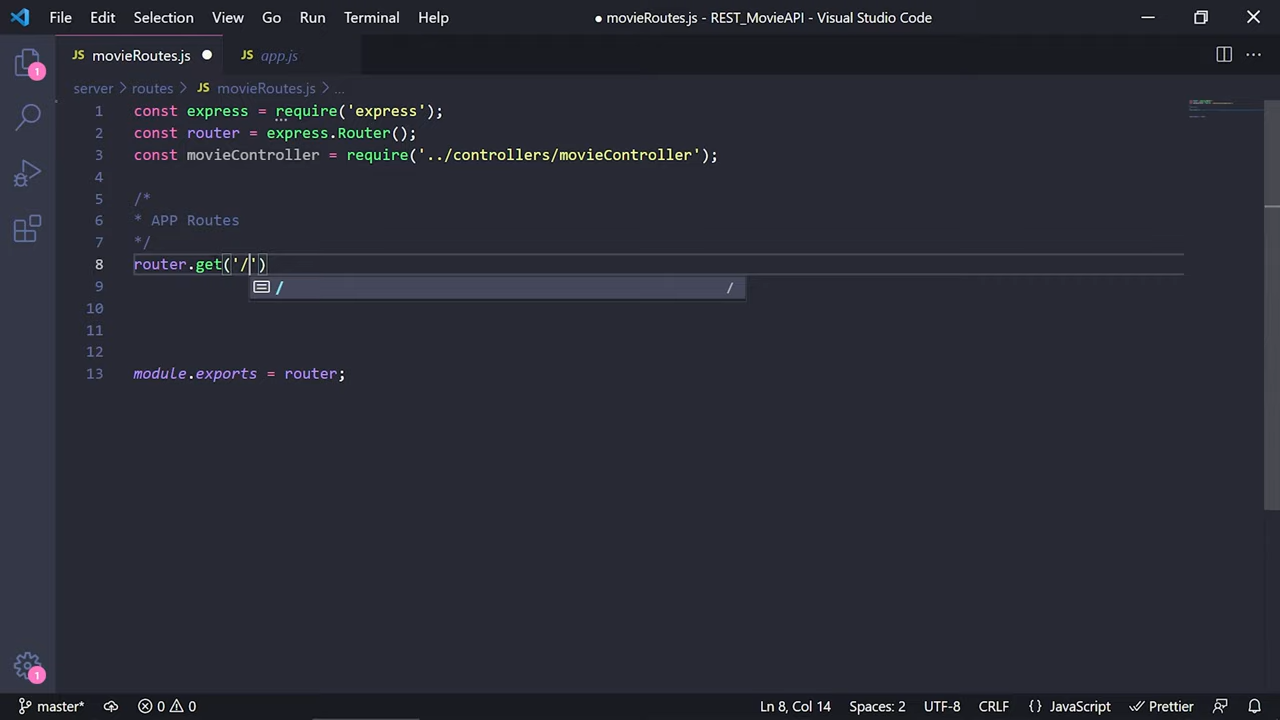 File Edit Selection View Go Run Terminal Help
● movieRoutes.js - REST_MovieAPI - Visual Studio Code
JS movieRoutes.js ●
JS app.js
server > routes > JS movieRoutes.js > ...
1 const express = require('express');
2 const router = express.Router();
3 const movieController = require('../controllers/movieController');
4
5 /*
6 * APP Routes
7 */
8 router.get('/')
/ /
9
10
11
12
13 module.exports = router;
1
1
master* 0 0 Ln 8, Col 14 Spaces: 2 UTF-8 CRLF {} JavaScript Prettier